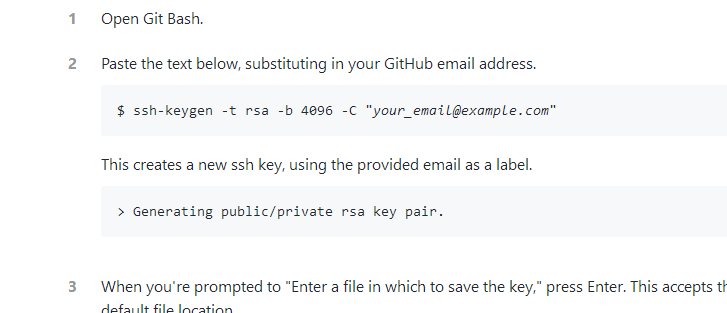 1 Open Git Bash.
2 Paste the text below, substituting in your GitHub email address.
$ ssh-keygen -t rsa -b 4096 -C "your_email@example.com"
This creates a new ssh key, using the provided email as a label.
> Generating public/private rsa key pair.
3 When you're prompted to "Enter a file in which to save the key," press Enter. This accepts th
default file location